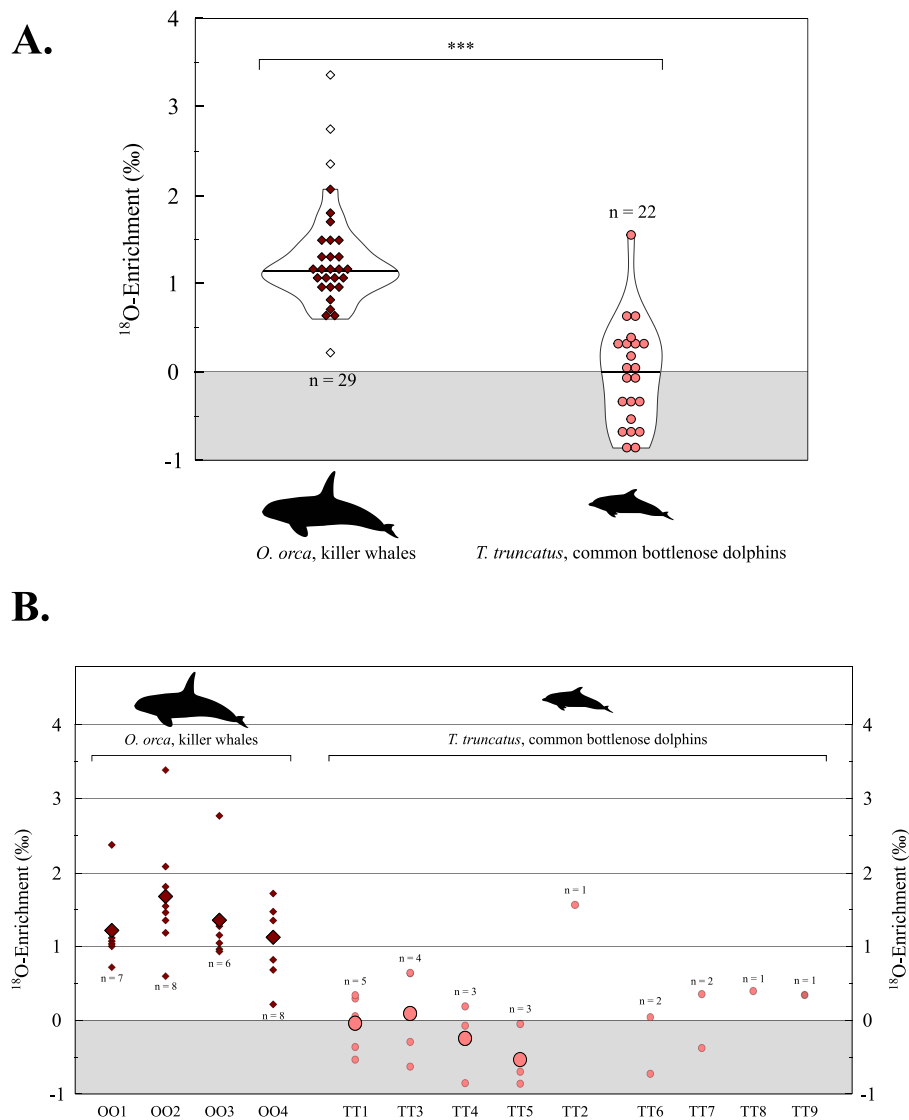 A.
***
4
3
2
1
0
-1
¹⁸O-Enrichment (‰)
n = 22
n = 29
O. orca, killer whales
T. truncatus, common bottlenose dolphins
B.
O. orca, killer whales
T. truncatus, common bottlenose dolphins
4
3
2
1
0
-1
¹⁸O-Enrichment (‰)
4
3
2
1
0
-1
¹⁸O-Enrichment (‰)
n = 7
n = 8
n = 6
n = 8
n = 5
n = 4
n = 3
n = 3
n = 1
n = 2
n = 2
n = 1
n = 1
OO1 OO2 OO3 OO4 TT1 TT3 TT4 TT5 TT2 TT6 TT7 TT8 TT9